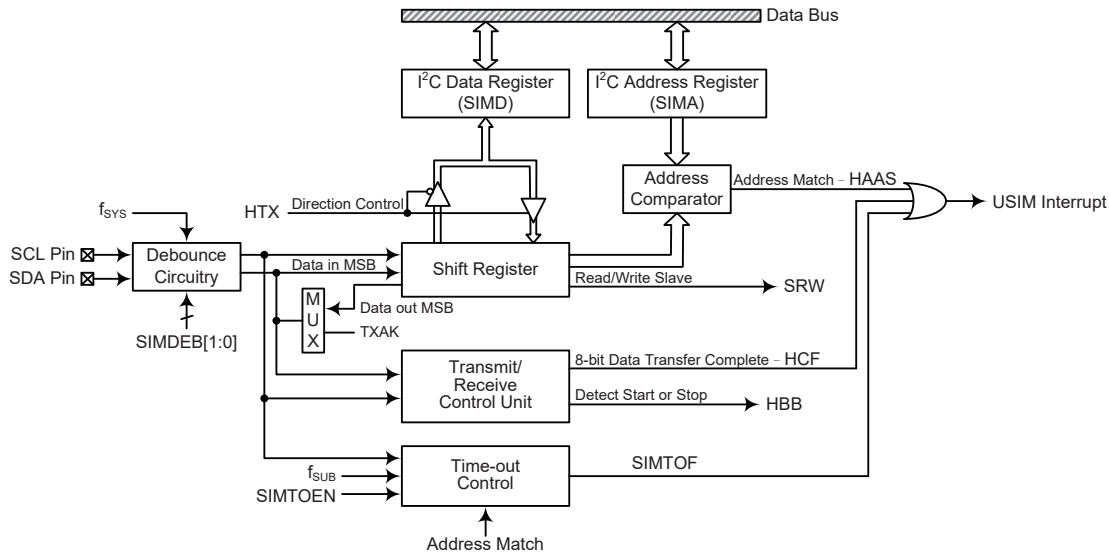 Data Bus
I²C Data Register
(SIMD)
I²C Address Register
(SIMA)
Address
Comparator
Address Match - HAAS
USIM Interrupt
HTX
Direction Control
fSYS
SCL Pin
SDA Pin
Debounce
Circuitry
SIMDEB[1:0]
Data in MSB
Shift Register
Read/Write Slave
SRW
M
U
X
Data out MSB
TXAK
Transmit/
Receive
Control Unit
8-bit Data Transfer Complete - HCF
Detect Start or Stop
HBB
fSUB
SIMTOEN
Time-out
Control
SIMTOF
Address Match